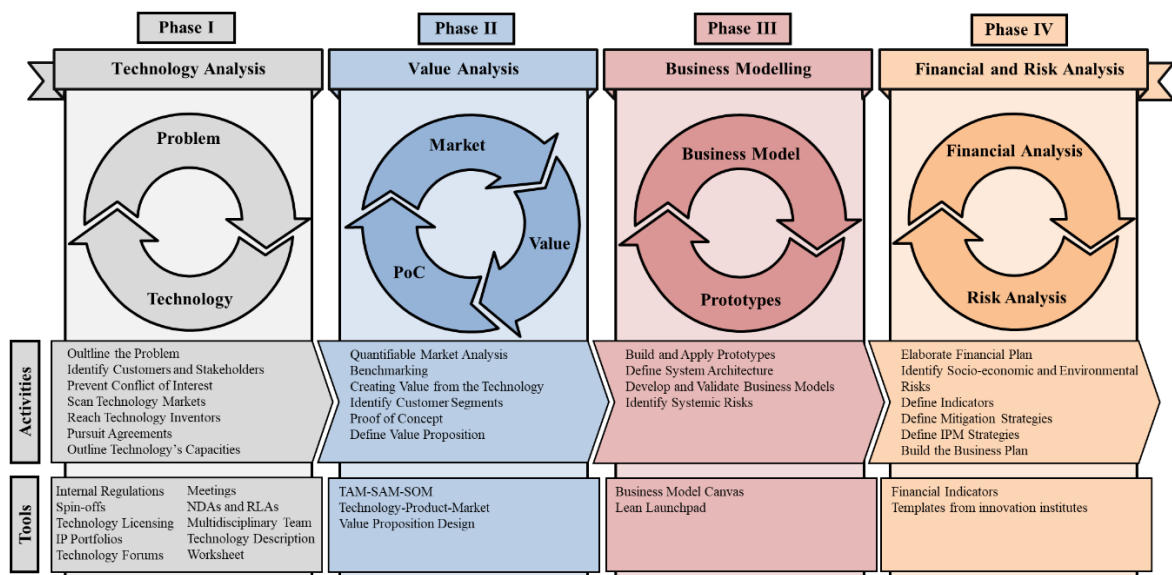 Phase I
Phase II
Phase III
Phase IV
Technology Analysis
Value Analysis
Business Modelling
Financial and Risk Analysis
Problem
Technology
Market
Value
PoC
Business Model
Prototypes
Financial Analysis
Risk Analysis
Activities
Oultline the Problem
Identify Customers and Stakeholders
Prevent Conflict of Interest
Scan Technology Markets
Reach Technology Inventors
Pursuit Agreements
Outline Technology's Capacities
Quantifiable Market Analysis
Benchmarking
Creating Value from the Technology
Identify Customer Segments
Proof of Concept
Define Value Proposition
Build and Apply Prototypes
Define System Architecture
Develop and Validate Business Models
Identify Systemic Risks
Elaborate Financial Plan
Identify Socio-economic and Environmental
Risks
Define Indicators
Define Mitigation Strategies
Define IPM Strategies
Build the Business Plan
Tools
Internal Regulations
Spin-offs
Technology Licensing
IP Portfolios
Technology Forums
Meetings
NDAs and RLAs
Multidisciplinary Team
Technology Description
Worksheet
TAM-SAM-SOM
Technology-Product-Market
Value Proposition Design
Business Model Canvas
Lean Launchpad
Financial Indicators
Templates from innovation institutes